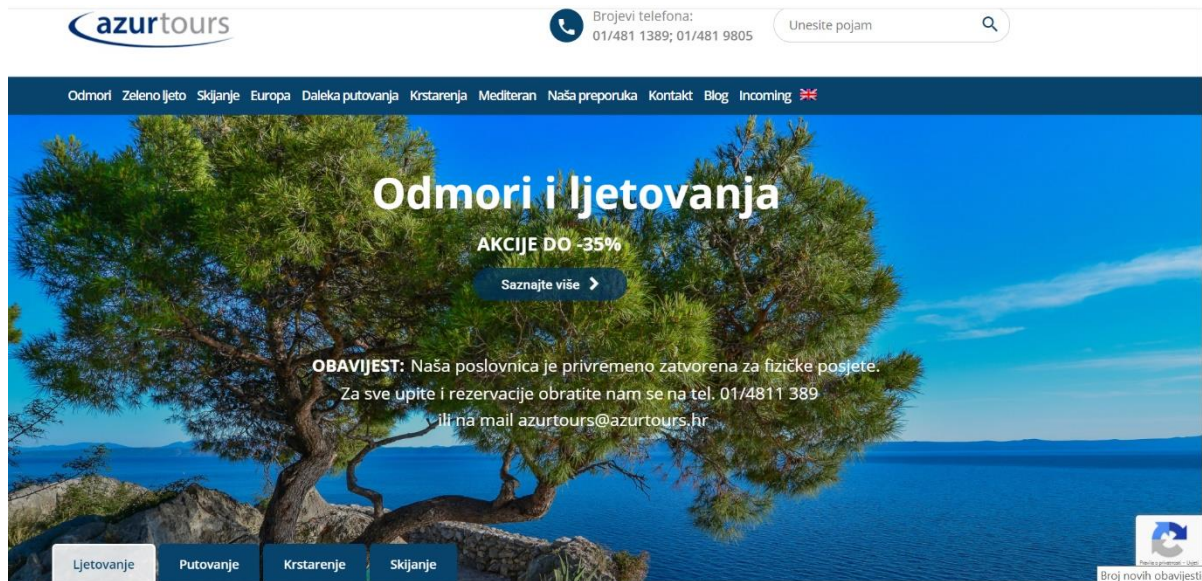 azurtours
Brojevi telefona:
01/481 1389; 01/481 9805
Unesite pojam
Odmori Zeleno ljeto Skijanje Europa Daleka putovanja Krstarenja Mediteran Naša preporuka Kontakt Blog Incoming
Odmori i ljetovanja
AKCIJE DO -35%
Saznajte više
OBAVIJEST: Naša poslovnica je privremeno zatvorena za fizičke posjete.
Za sve upite i rezervacije obratite nam se na tel. 01/4811 389
ili na mail azurtours@azurtours.hr
Ljetovanje Putovanje Krstarenje Skijanje
Broj novih obavijesti